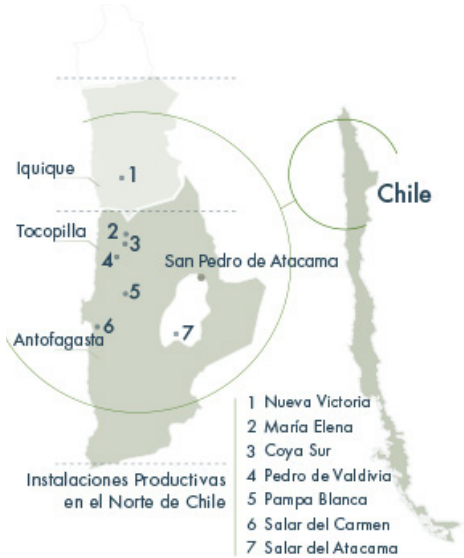 Iquique
1
Chile
Tocopilla
2
3
4
San Pedro de Atacama
5
6
Antofagasta
7
1 Nueva Victoria
2 María Elena
3 Coya Sur
4 Pedro de Valdivia
5 Pampa Blanca
6 Salar del Carmen
7 Salar del Atacama
Instalaciones Productivas
en el Norte de Chile